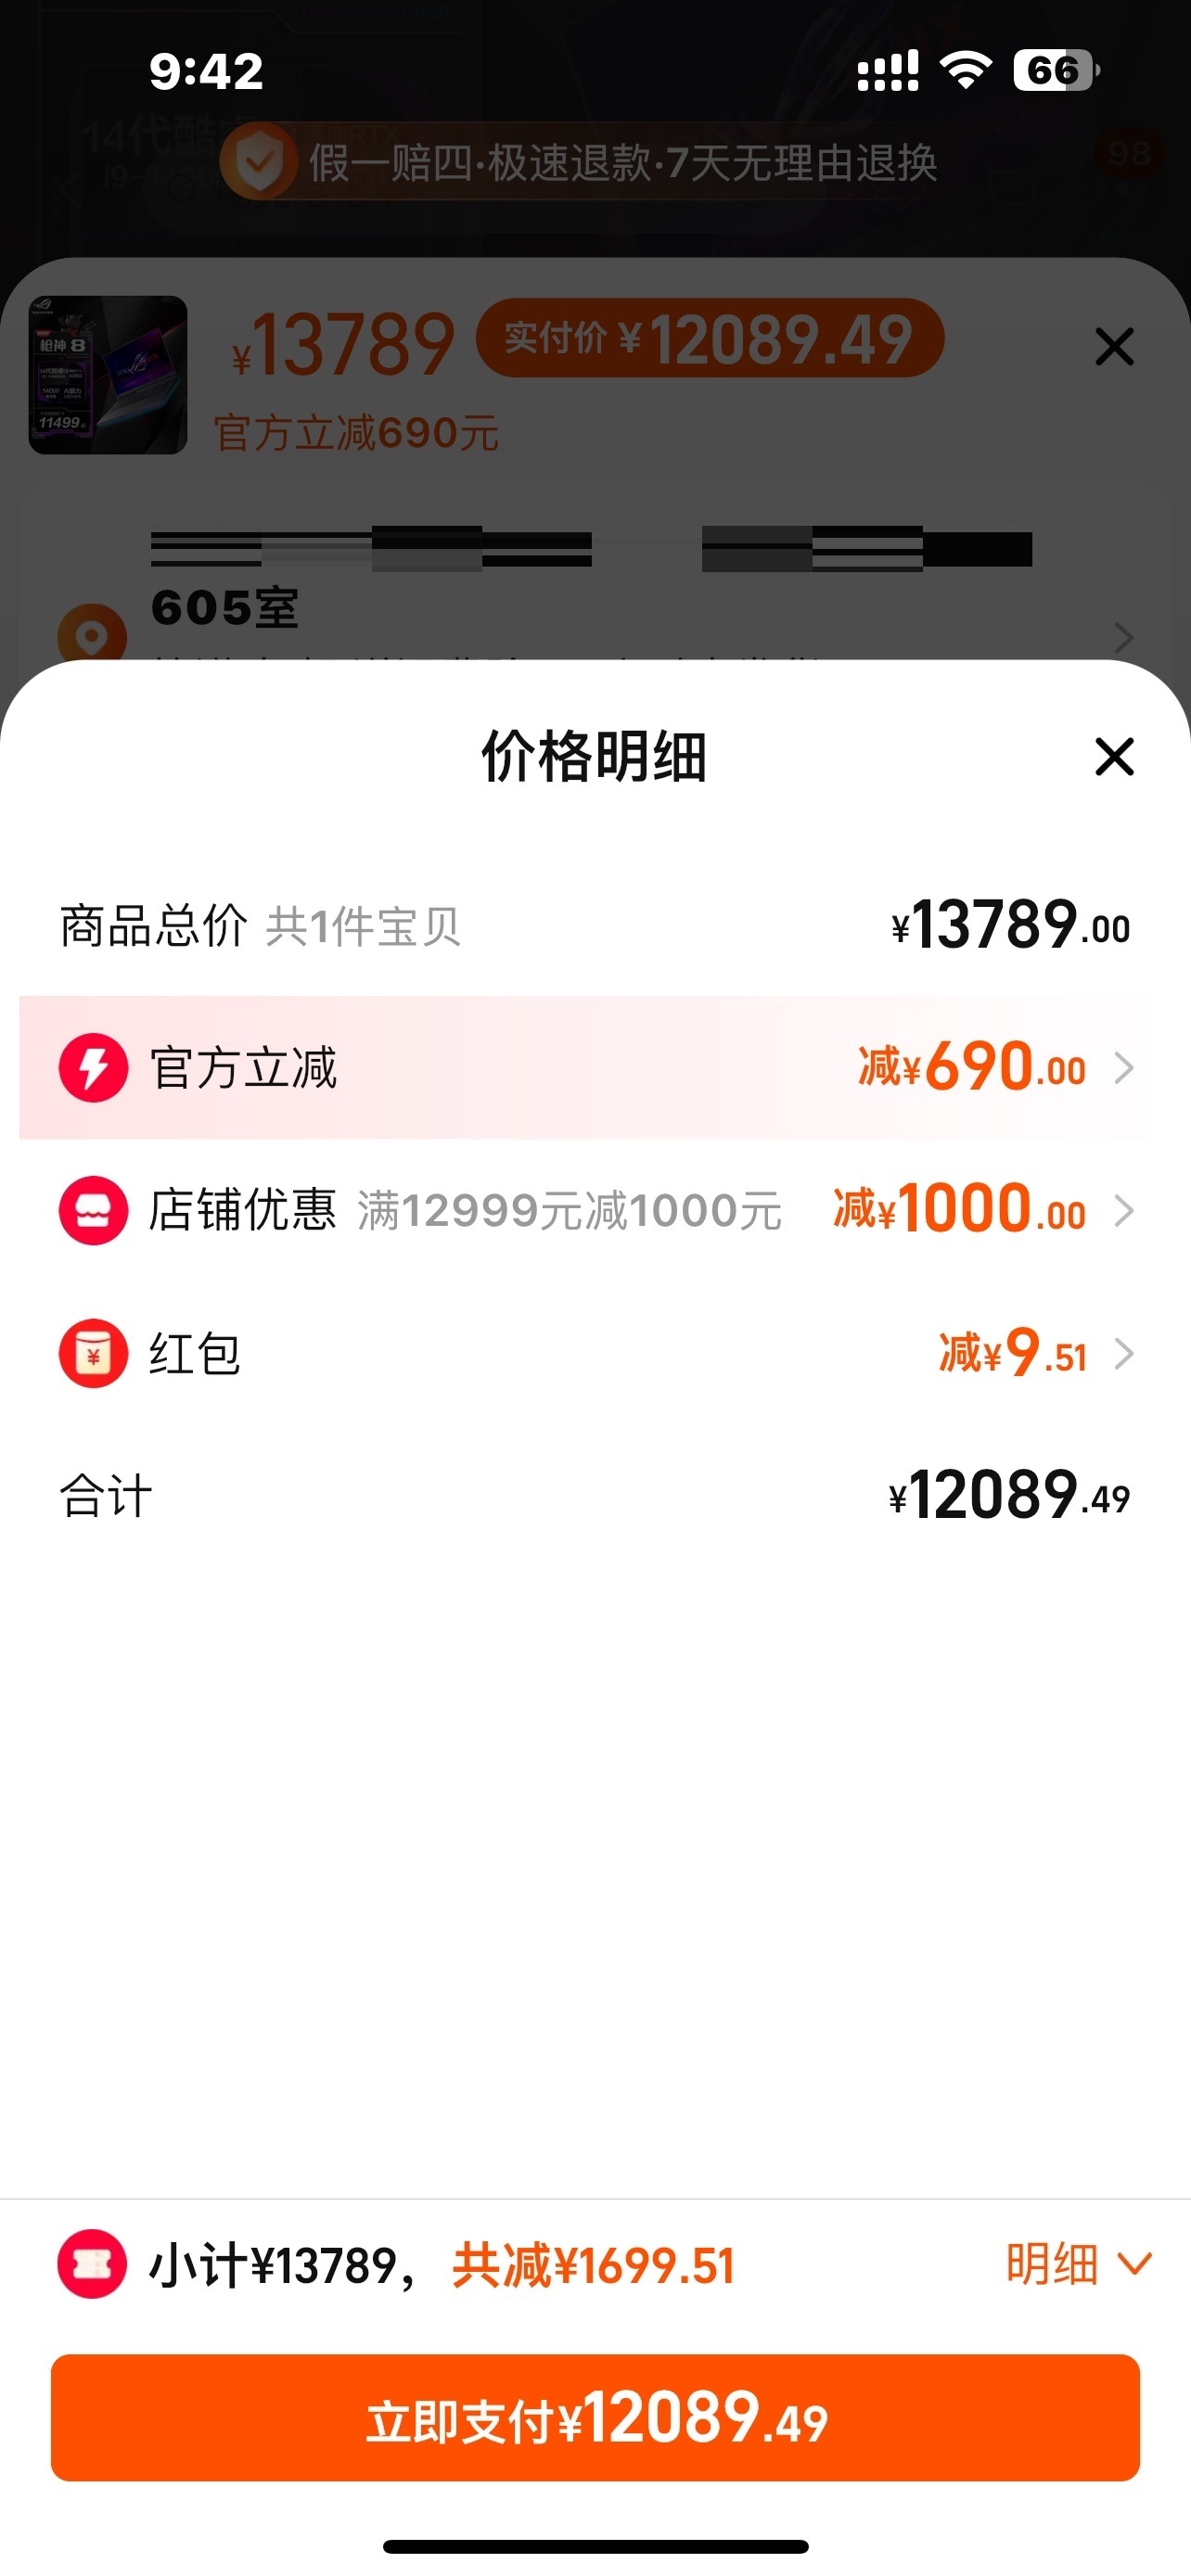 9:42
66
14代酷
假一赔四·极速退款·7天无理由退换
98
枪神 8
11499
¥13789 实付价 ¥12089.49
官方立减690元
605室
价格明细
商品总价 共1件宝贝 ¥13789.00
官方立减 减¥690.00
店铺优惠 满12999元减1000元 减¥1000.00
红包 减¥9.51
合计 ¥12089.49
小计¥13789， 共减¥1699.51 明细
立即支付¥12089.49